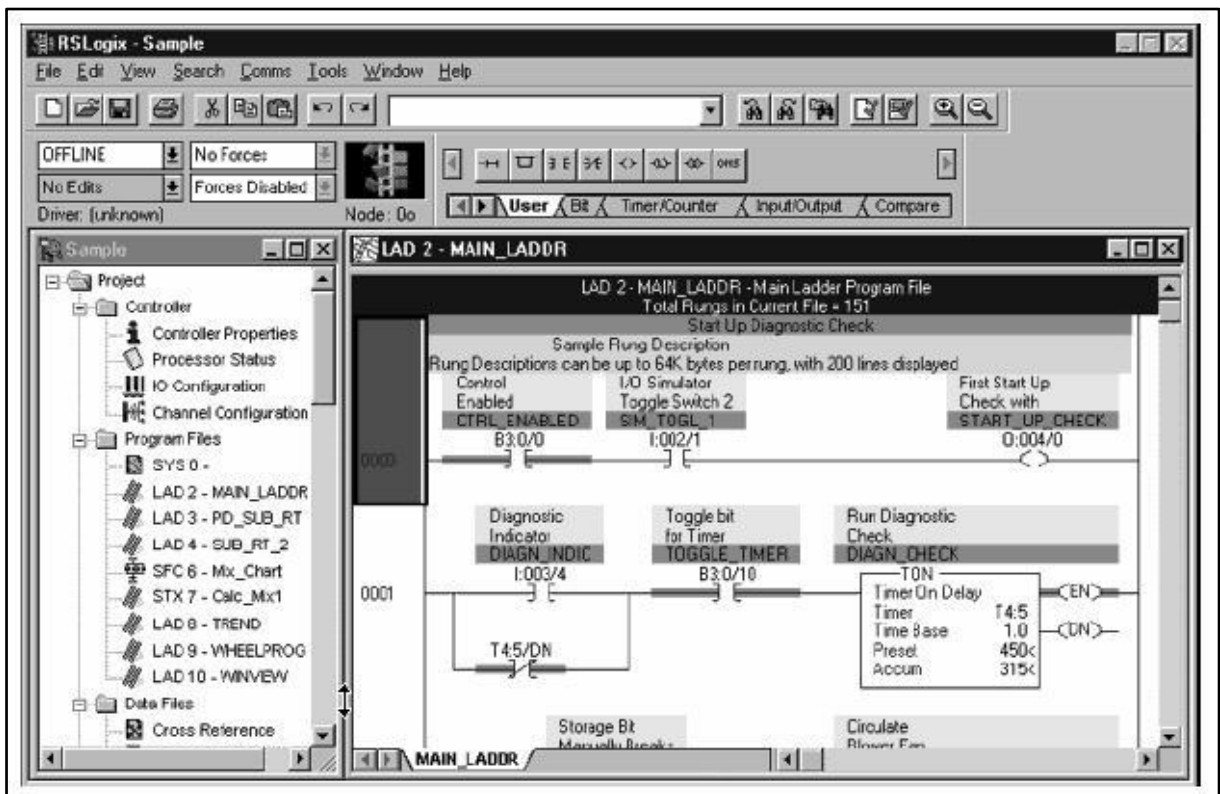 RSLogix - Sample
File Edit View Search Comms Tools Window Help
OFFLINE No Forces
No Edits Forces Disabled
Driver: (unknown) Node: 0o
User Bit Timer/Counter Input/Output Compare
Sample
Project
Controller
Controller Properties
Processor Status
IO Configuration
Channel Configuration
Program Files
SYS 0 -
LAD 2 - MAIN_LADDR
LAD 3 - PD_SUB_RT
LAD 4 - SUB_RT_2
SFC 6 - Mx_Chart
STX 7 - Calc_Mx1
LAD 8 - TREND
LAD 9 - WHEELPROG
LAD 10 - WINVIEW
Data Files
Cross Reference
LAD 2 - MAIN_LADDR
LAD 2 - MAIN_LADDR - Main Ladder Program File
Total Rungs in Current File = 151
Start Up Diagnostic Check
Sample Rung Description
Rung Descriptions can be up to 64K bytes per rung, with 200 lines displayed
Control I/O Simulator First Start Up
Enabled Toggle Switch 2 Check with
CTRL_ENABLED SIM_TOGL_1 START_UP_CHECK
B3:0/0 I:002/1 O:004/0
0000
Diagnostic Toggle bit Run Diagnostic
Indicator for Timer Check
DIAGN_INDIC TOGGLE_TIMER DIAGN_CHECK
I:003/4 B3:0/10 TON
0001 Timer On Delay EN
Timer T4:5
Time Base 1.0 DN
T4:5/DN Preset 450<
Accum 315<
Storage Bit Circulate
Manually Breaks Blower Fan
MAIN_LADDR